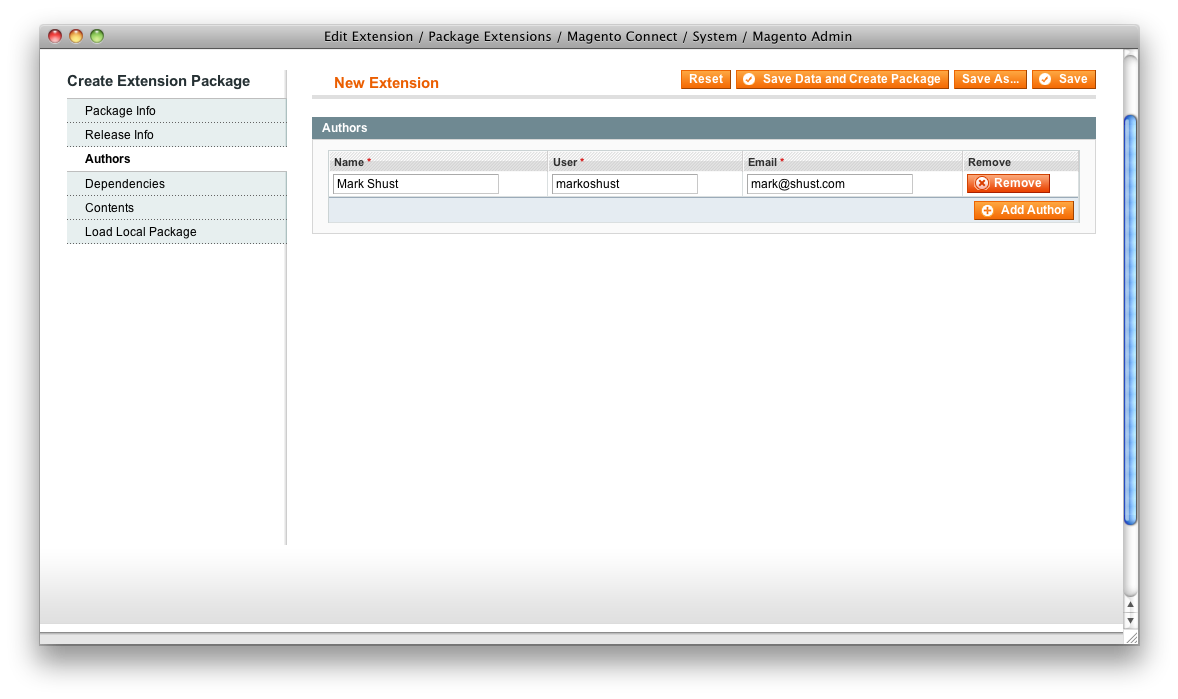 Edit Extension / Package Extensions / Magento Connect / System / Magento Admin
Create Extension Package
Package Info
Release Info
Authors
Dependencies
Contents
Load Local Package
New Extension
Reset Save Data and Create Package Save As... Save
Authors
Name * User * Email * Remove
Mark Shust markoshust mark@shust.com Remove
Add Author